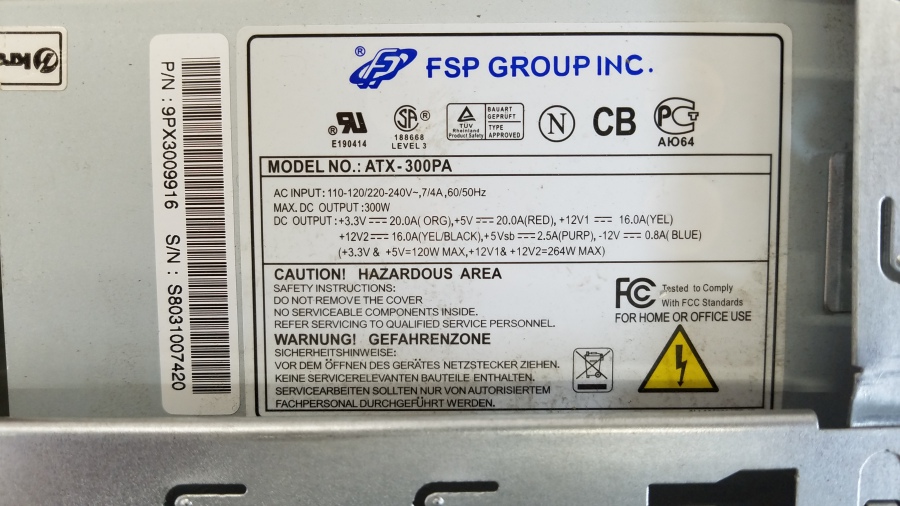 P/N : 9PX3009916 S/N : S8031007420
® FSP GROUP INC.
® RU
E190414
SA ®
188668
LEVEL 3
TÜV
Rheinland
Product Safety
BAUART
GEPRÜFT
TYPE
APPROVED
N
CB
PCT
АЮ64
MODEL NO.: ATX-300PA
AC INPUT: 110-120/220-240V~,7/4A,60/50Hz
MAX. DC OUTPUT :300W
DC OUTPUT :+3.3V ⎓ 20.0A( ORG),+5V ⎓ 20.0A(RED), +12V1 ⎓ 16.0A(YEL)
+12V2 ⎓ 16.0A(YEL/BLACK),+5Vsb ⎓ 2.5A(PURP), -12V ⎓ 0.8A( BLUE)
(+3.3V & +5V=120W MAX,+12V1& +12V2=264W MAX)
CAUTION! HAZARDOUS AREA
SAFETY INSTRUCTIONS:
DO NOT REMOVE THE COVER
NO SERVICEABLE COMPONENTS INSIDE.
REFER SERVICING TO QUALIFIED SERVICE PERSONNEL.
FC Tested to Comply
With FCC Standards
FOR HOME OR OFFICE USE
WARNUNG! GEFAHRENZONE
SICHERHEITSHINWEISE:
VOR DEM ÖFFNEN DES GERÄTES NETZSTECKER ZIEHEN.
KEINE SERVICERELEVANTEN BAUTEILE ENTHALTEN.
SERVICEARBEITEN SOLLTEN NUR VON AUTORISIERTEM
FACHPERSONAL DURCHGEFÜHRT WERDEN.